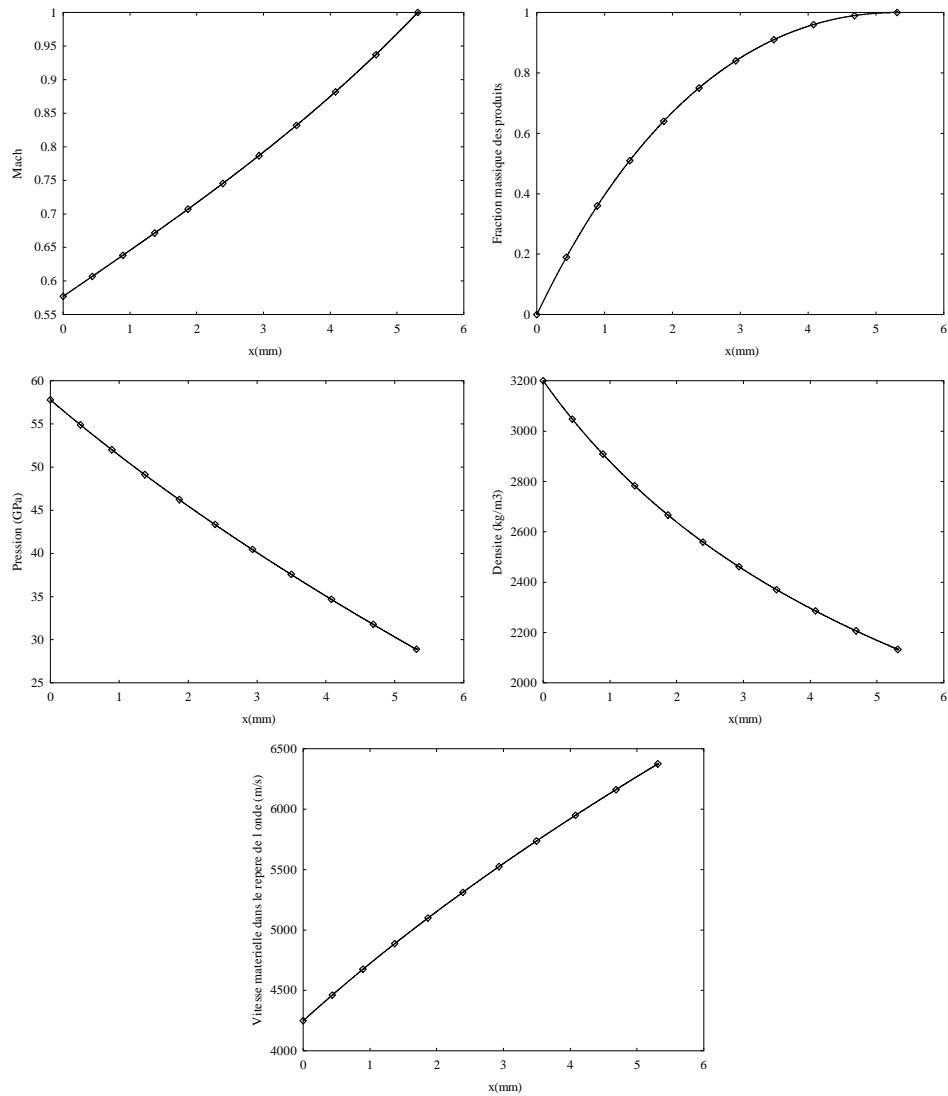 1
0.95
0.9
0.85
0.8
0.75
0.7
0.65
0.6
0.55
Mach
0 1 2 3 4 5 6
x(mm)
1
0.8
0.6
0.4
0.2
0
Fraction massique des produits
0 1 2 3 4 5 6
x(mm)
60
55
50
45
40
35
30
25
Pression (GPa)
0 1 2 3 4 5 6
x(mm)
3200
3000
2800
2600
2400
2200
2000
Densite (kg/m3)
0 1 2 3 4 5 6
x(mm)
6500
6000
5500
5000
4500
4000
Vitesse materielle dans le repere de l onde (m/s)
0 1 2 3 4 5 6
x(mm)